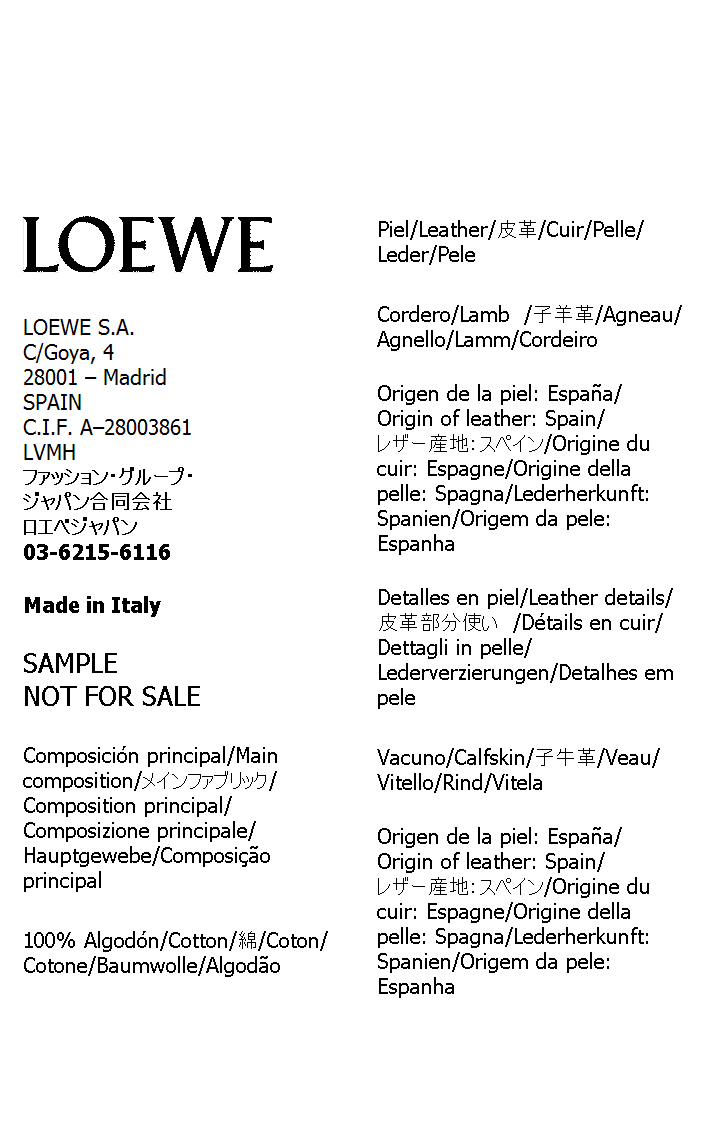 LOEWE
LOEWE S.A.
C/Goya, 4
28001 – Madrid
SPAIN
C.I.F. A–28003861
LVMH
ファッション・グループ・
ジャパン合同会社
ロエベジャパン
03-6215-6116
Made in Italy
SAMPLE
NOT FOR SALE
Composición principal/Main
composition/メインファブリック/
Composition principal/
Composizione principale/
Hauptgewebe/Composição
principal
100% Algodón/Cotton/綿/Coton/
Cotone/Baumwolle/Algodão
Piel/Leather/皮革/Cuir/Pelle/
Leder/Pele
Cordero/Lamb /子羊革/Agneau/
Agnello/Lamm/Cordeiro
Origen de la piel: España/
Origin of leather: Spain/
レザー産地：スペイン/Origine du
cuir: Espagne/Origine della
pelle: Spagna/Lederherkunft:
Spanien/Origem da pele:
Espanha
Detalles en piel/Leather details/
皮革部分使い /Détails en cuir/
Dettagli in pelle/
Lederverzierungen/Detalhes em
pele
Vacuno/Calfskin/子牛革/Veau/
Vitello/Rind/Vitela
Origen de la piel: España/
Origin of leather: Spain/
レザー産地：スペイン/Origine du
cuir: Espagne/Origine della
pelle: Spagna/Lederherkunft:
Spanien/Origem da pele:
Espanha